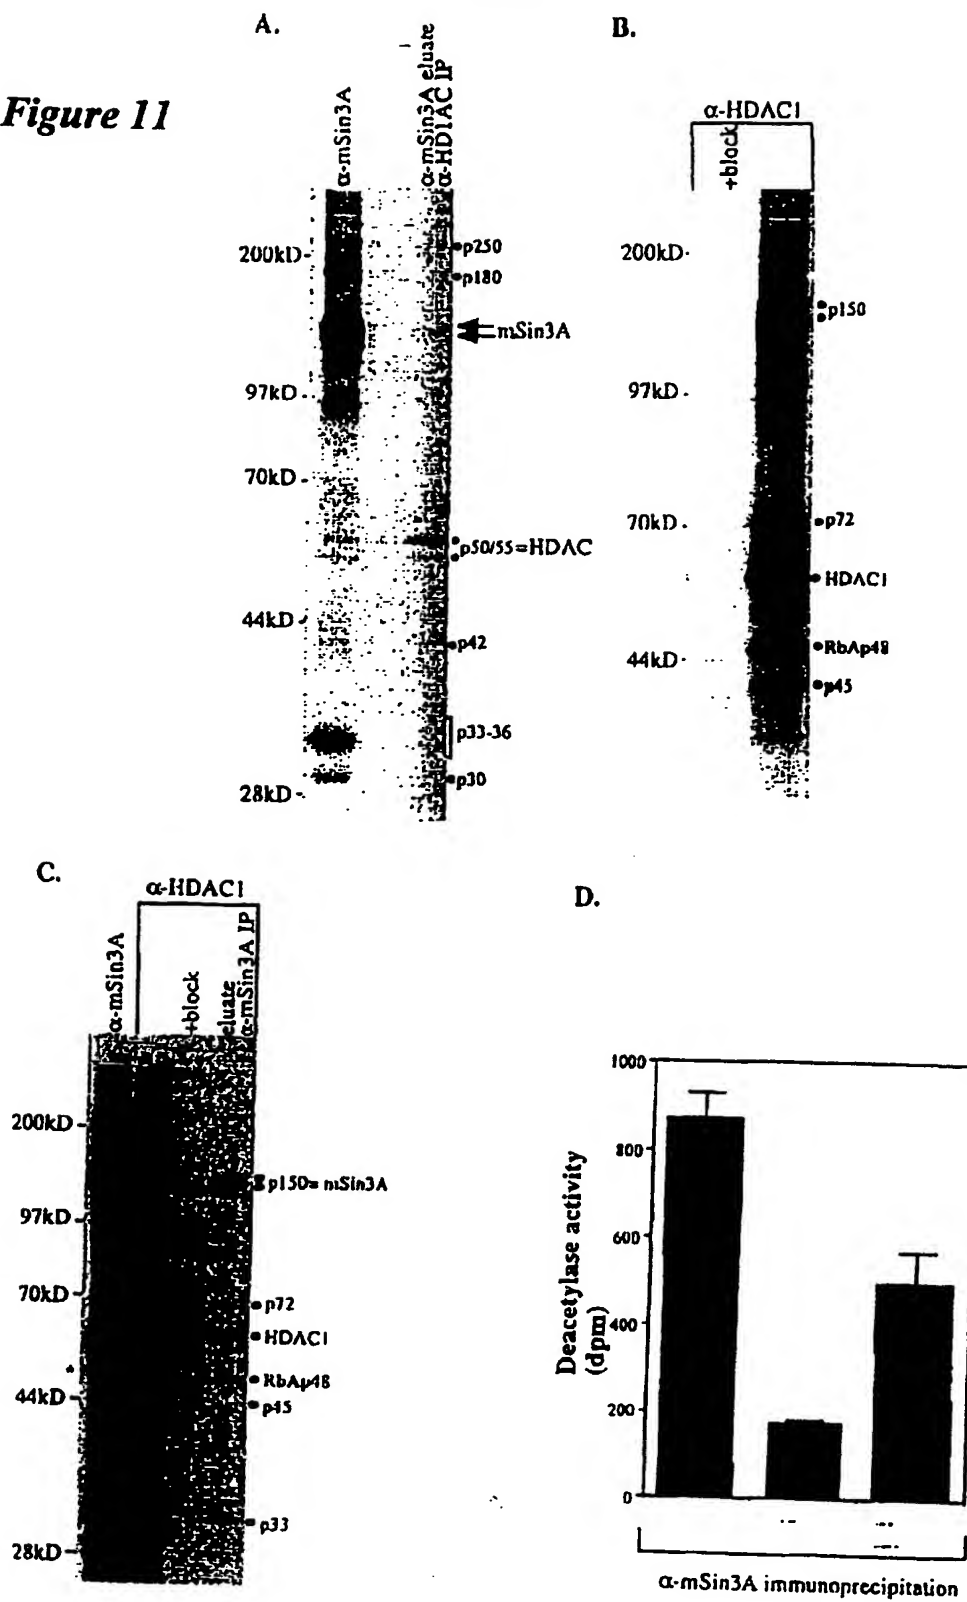 Figure 11
A.
α-mSin3A
α-mSin3A eluate
α-HDIAC IP
200kD
97kD
70kD
44kD
28kD
p250
p180
mSin3A
p50/55=HDAC
p42
p33-36
p30
B.
α-HDAC1
+block
200kD
97kD
70kD
44kD
p150
p72
HDAC1
RbAp48
p45
C.
α-HDAC1
α-mSin3A
+block
eluate
α-mSin3A IP
200kD
97kD
70kD
44kD
28kD
p150= mSin3A
p72
HDAC1
RbAp48
p45
p33
D.
Deacetylase activity
(dpm)
1000
800
600
400
200
0
α-mSin3A immunoprecipitation